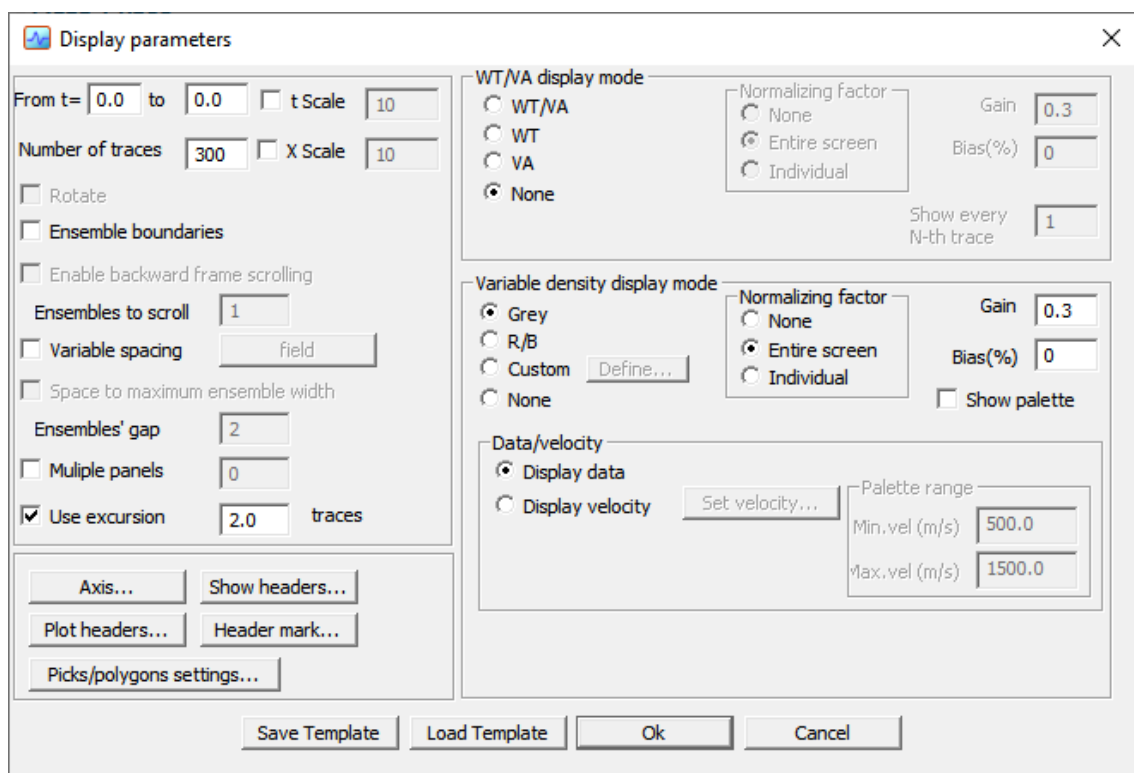 Display parameters
From t= 0.0 to 0.0 t Scale 10
Number of traces 300 X Scale 10
Rotate
Ensemble boundaries
Enable backward frame scrolling
Ensembles to scroll 1
Variable spacing field
Space to maximum ensemble width
Ensembles' gap 2
Muliple panels 0
Use excursion 2.0 traces
Axis... Show headers...
Plot headers... Header mark...
Picks/polygons settings...
WT/VA display mode
WT/VA
WT
VA
None
Normalizing factor
None
Entire screen
Individual
Gain 0.3
Bias(%) 0
Show every
N-th trace 1
Variable density display mode
Grey
R/B
Custom Define...
None
Normalizing factor
None
Entire screen
Individual
Gain 0.3
Bias(%) 0
Show palette
Data/velocity
Display data
Display velocity Set velocity...
Palette range
Min.vel (m/s) 500.0
Max.vel (m/s) 1500.0
Save Template Load Template Ok Cancel